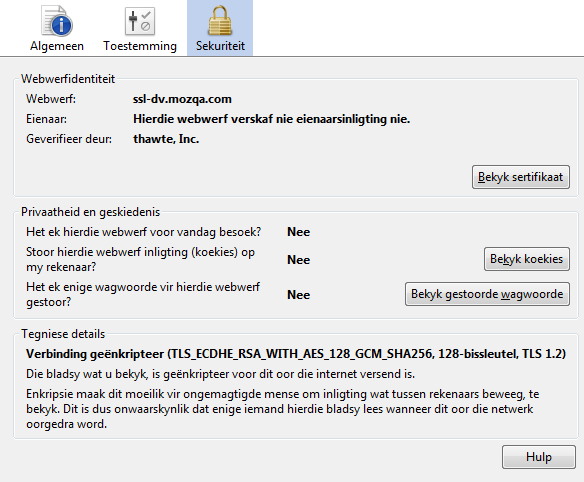 Algemeen Toestemming Sekuriteit
Webwerfidentiteit
Webwerf: ssl-dv.mozqa.com
Eienaar: Hierdie webwerf verskaf nie eienaarsinligting nie.
Geverifieer deur: thawte, Inc.
Bekyk sertifikaat
Privaatheid en geskiedenis
Het ek hierdie webwerf voor vandag besoek? Nee
Stoor hierdie webwerf inligting (koekies) op
my rekenaar? Nee Bekyk koekies
Het ek enige wagwoorde vir hierdie webwerf
gestoor? Nee Bekyk gestoorde wagwoorde
Tegniese details
Verbinding geënkripteer (TLS_ECDHE_RSA_WITH_AES_128_GCM_SHA256, 128-bissleutel, TLS 1.2)
Die bladsy wat u bekyk, is geënkripteer voor dit oor die internet versend is.
Enkripsie maak dit moeilik vir ongemagtigde mense om inligting wat tussen rekenaars beweeg, te
bekyk. Dit is dus onwaarskynlik dat enige iemand hierdie bladsy lees wanneer dit oor die netwerk
oorgedra word.
Hulp